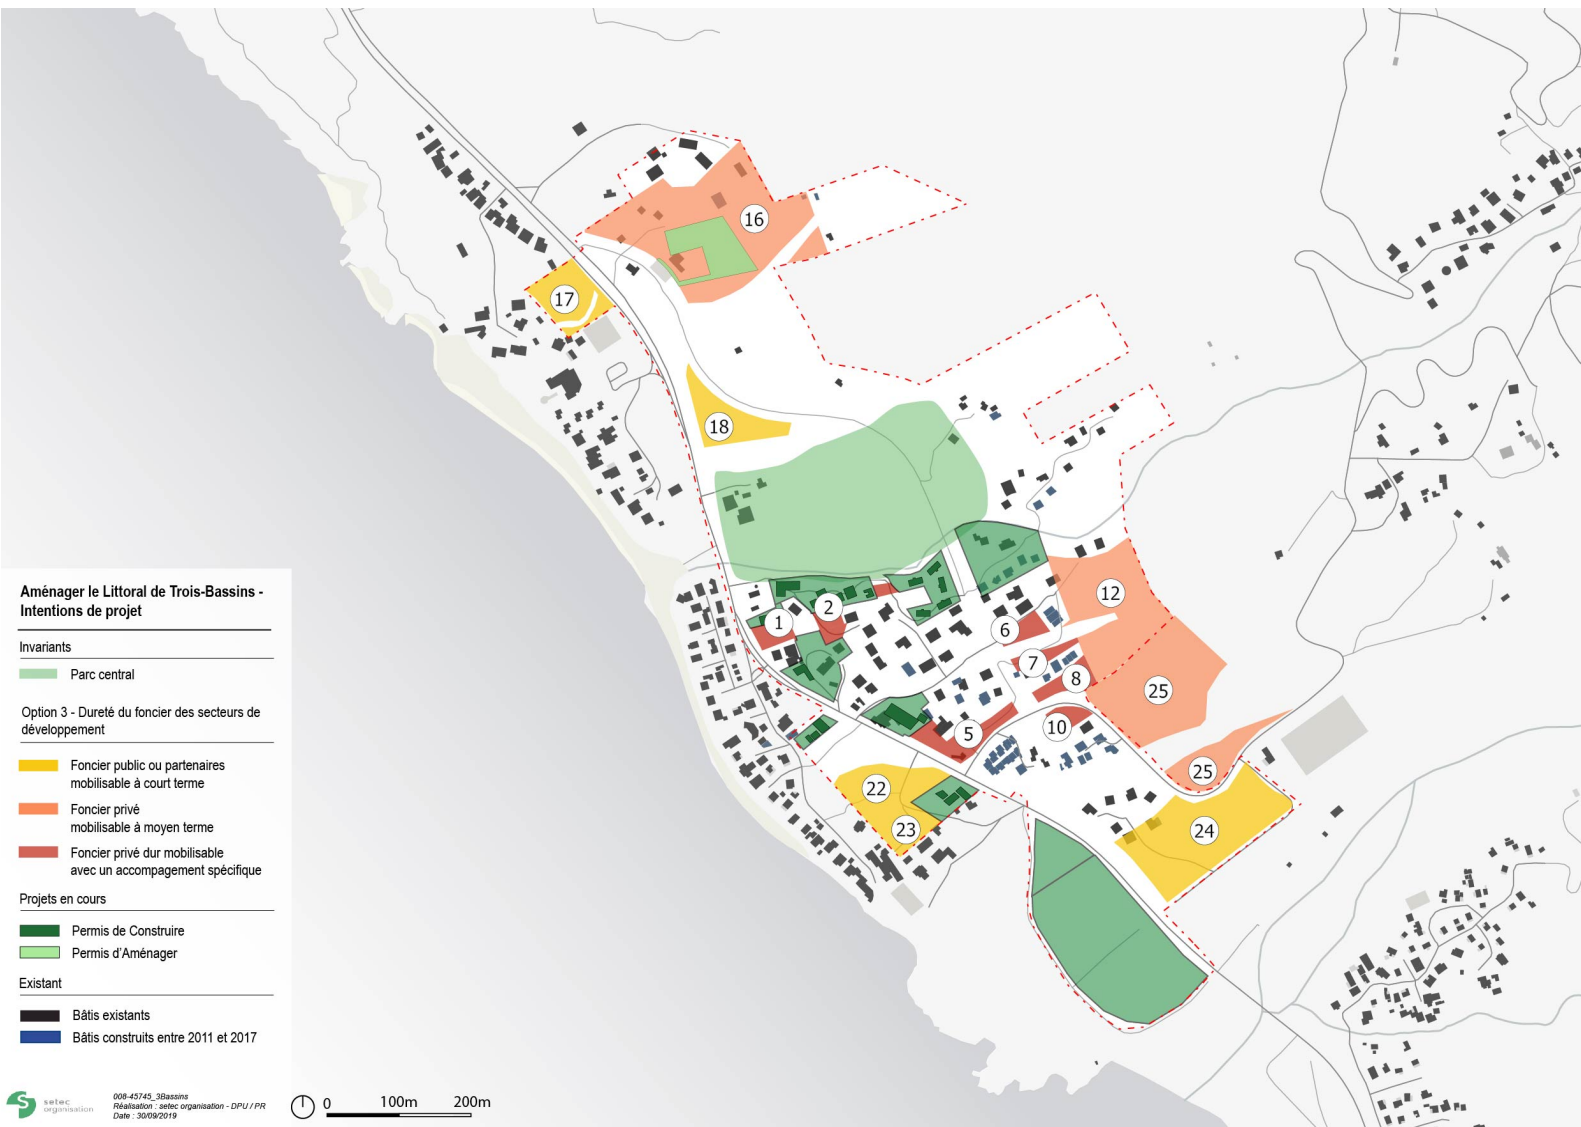 16
17
18
12
2
1
6
7
8
25
5
10
25
22
23
24
Aménager le Littoral de Trois-Bassins -
Intentions de projet
Invariants
Parc central
Option 3 - Dureté du foncier des secteurs de
développement
Foncier public ou partenaires
mobilisable à court terme
Foncier privé
mobilisable à moyen terme
Foncier privé dur mobilisable
avec un accompagement spécifique
Projets en cours
Permis de Construire
Permis d'Aménager
Existant
Bâtis existants
Bâtis construits entre 2011 et 2017
setec
organisation
008-45745_3Bassins
Réalisation : setec organisation - DPU / PR
Date : 30/09/2019
0 100m 200m